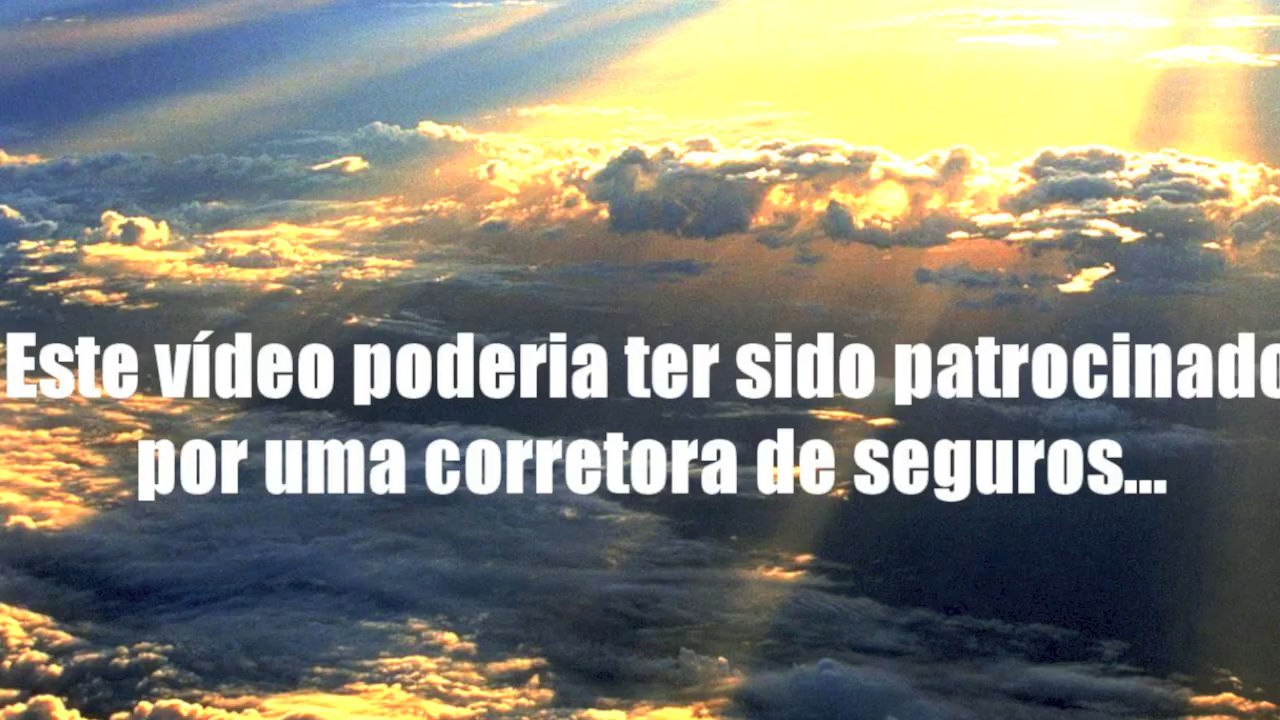 Este vídeo poderia ter sido patrocinado
por uma corretora de seguros...